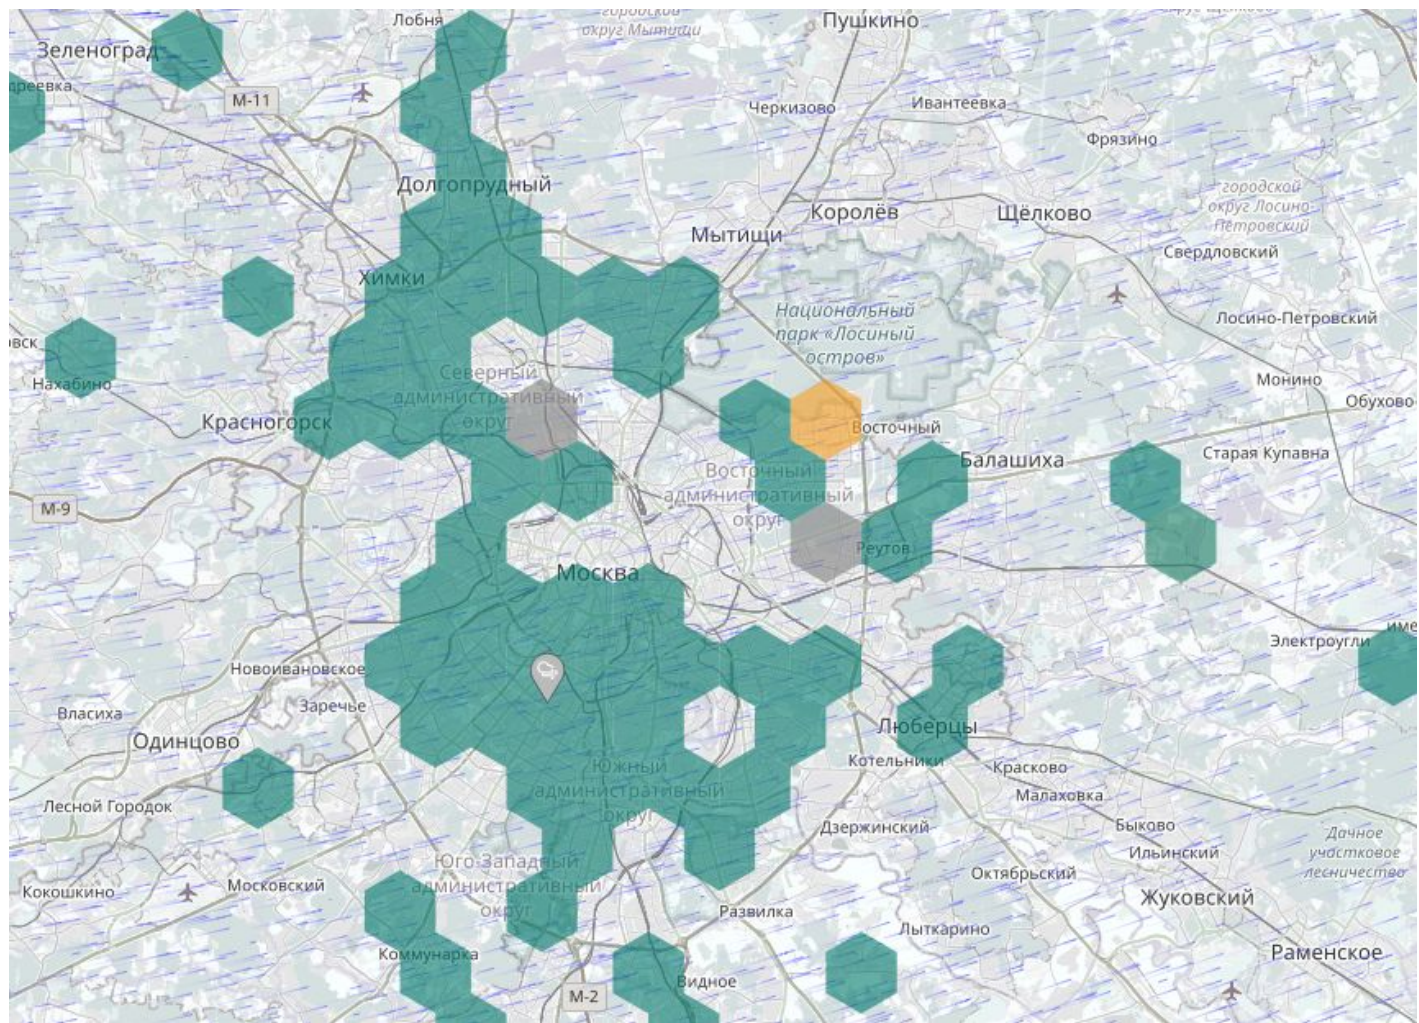 Лобня
городской
округ Мытищи
Пушкино
Зеленоград
дреевка
М-11
Черкизово
Ивантеевка
Фрязино
Долгопрудный
Королёв
Щёлково
городской
округ Лосино-
Петровский
Мытищи
Свердловский
Химки
Национальный
парк «Лосиный
остров»
Лосино-Петровский
овск
Нахабино
Северный
административный
округ
Монино
Обухово
Красногорск
Восточный
Балашиха
Старая Купавна
Восточный
административный
округ
М-9
Реутов
Москва
Электроугли
име
Новоивановское
Заречье
Власиха
Одинцово
Люберцы
Котельники
Красково
Малаховка
Южный
административный
округ
Лесной Городок
Дзержинский
Быково
Ильинский
"Дачное
участковое
лесничество"
Юго-Западный
административный
округ
Кокошкино
Московский
Октябрьский
Жуковский
Развилка
Лыткарино
Коммунарка
Видное
Раменское
М-2